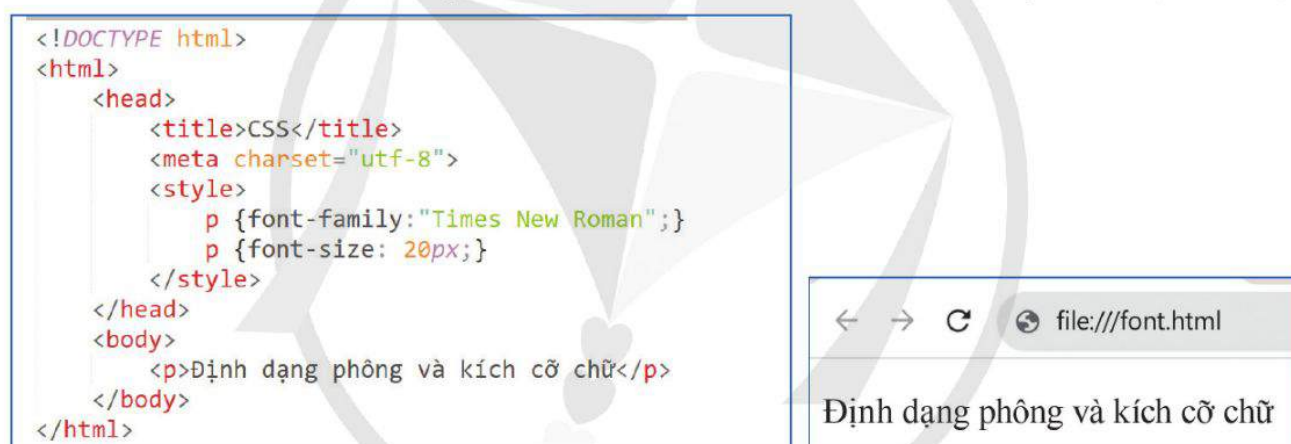 <!DOCTYPE html>
<html>
<head>
<title>CSS</title>
<meta charset="utf-8">
<style>
p {font-family:"Times New Roman";}
p {font-size: 20px;}
</style>
</head>
<body>
<p>Định dạng phông và kích cỡ chữ</p>
</body>
</html>
file:///font.html
Định dạng phông và kích cỡ chữ